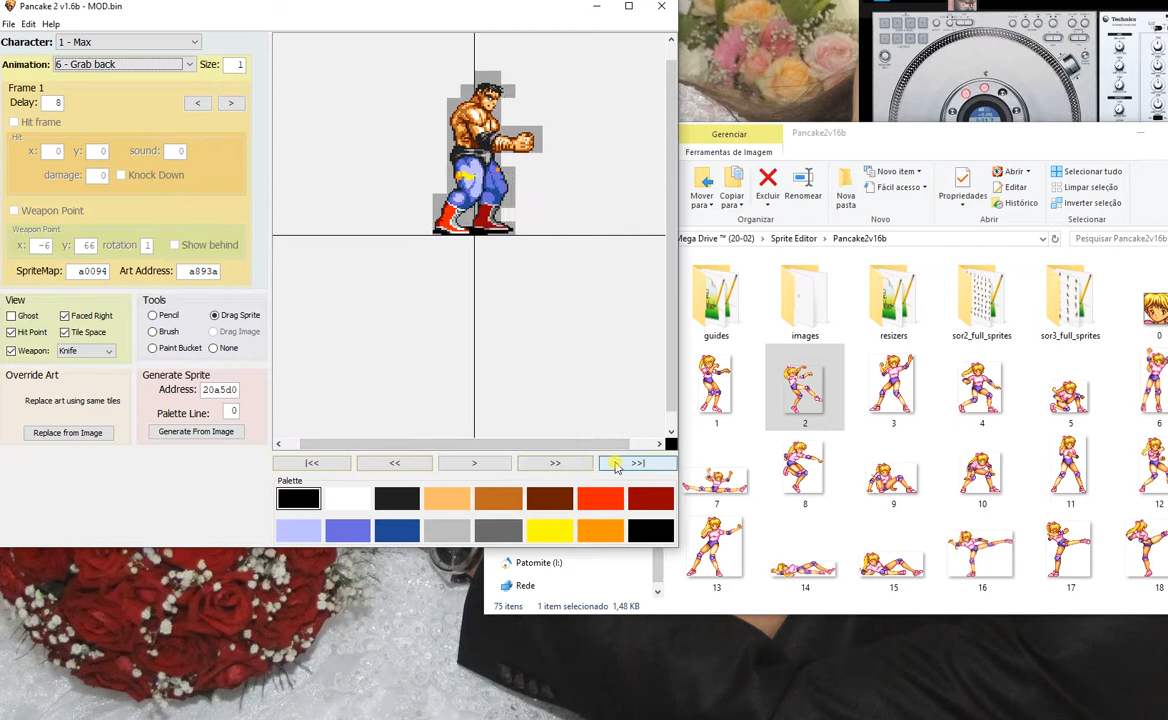 Pancake 2 v1.6b - MOD.bin
File Edit Help
Character: 1 - Max
Animation: 6 - Grab back Size: 1
Frame 1
Delay: 8 < >
Hit frame
Hit
x: 0 y: 0 sound: 0
damage: 0 Knock Down
Weapon Point
Weapon Point
x: -6 y: 66 rotation 1 Show behind
SpriteMap: a0094 Art Address: a893a
View
Ghost Faced Right
Hit Point Tile Space
Weapon: Knife
Tools
Pencil Drag Sprite
Brush Drag Image
Paint Bucket None
Override Art
Replace art using same tiles
Replace from Image
Generate Sprite
Address: 20a5d0
Palette Line: 0
Generate From Image
|<< << > >> >>|
Palette
Technics
Gerenciar Pancake2v16b
Ferramentas de Imagem
Mover para
Copiar para
Excluir
Renomear
Organizar
Nova pasta
Novo item
Fácil acesso
Novo
Propriedades
Abrir
Editar
Histórico
Abrir
Selecionar tudo
Limpar seleção
Inverter seleção
Selecionar
Mega Drive ™ (20-02) Sprite Editor Pancake2v16b Pesquisar Pancake2v16b
guides images resizers sor2_full_sprites sor3_full_sprites 0
1 2 3 4 5 6
7 8 9 10 11 12
13 14 15 16 17 18
Patomite (I:)
Rede
75 itens 1 item selecionado 1,48 KB